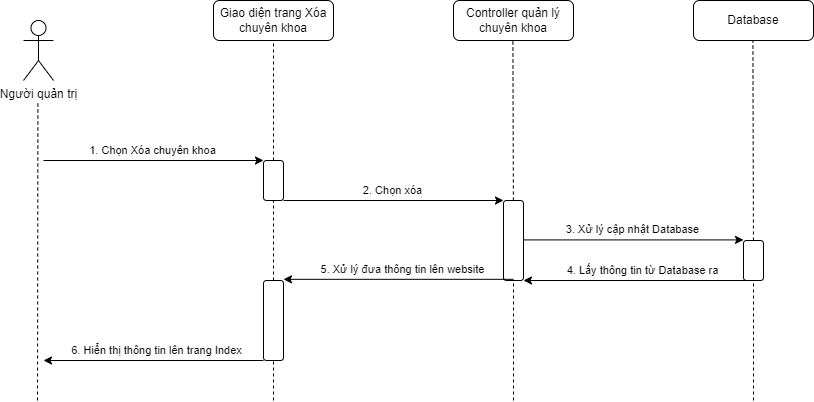 Giao diện trang Xóa
chuyên khoa
Controller quản lý
chuyên khoa
Database
Người quản trị
1. Chọn Xóa chuyên khoa
2. Chọn xóa
3. Xử lý cập nhật Database
4. Lấy thông tin từ Database ra
5. Xử lý đưa thông tin lên website
6. Hiển thị thông tin lên trang Index